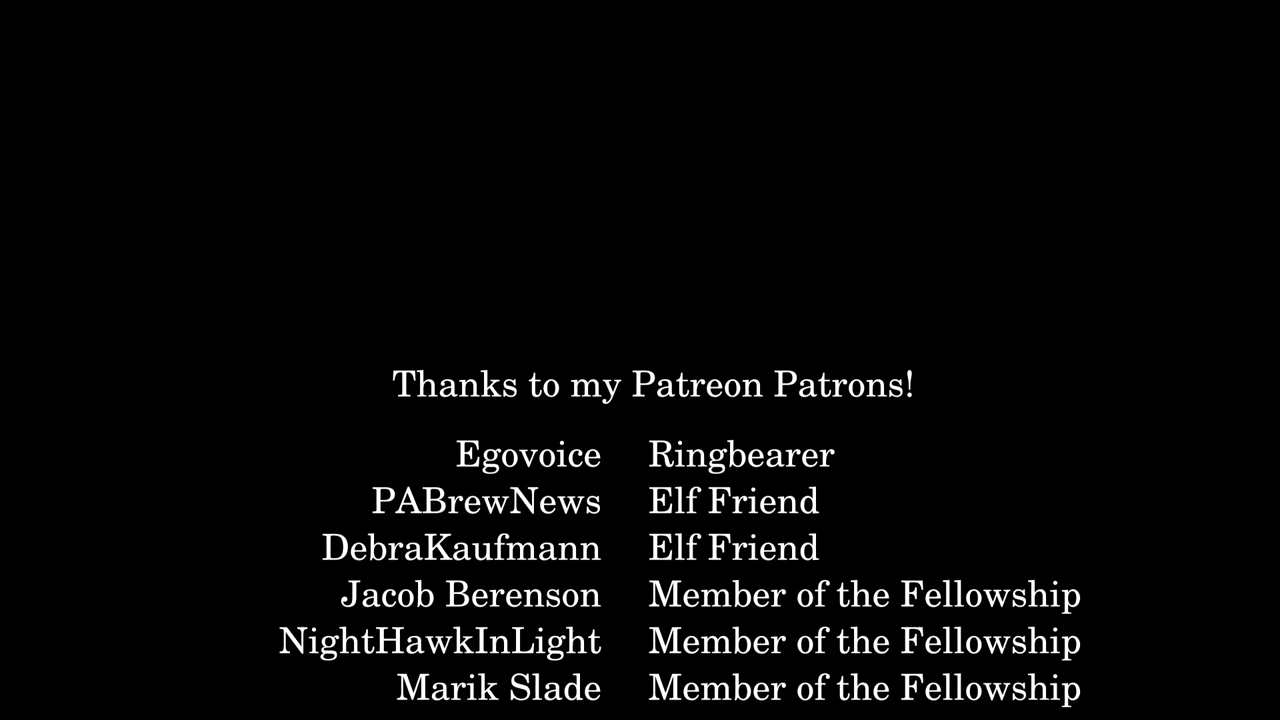 Thanks to my Patreon Patrons!
Egovoice Ringbearer
PABrewNews Elf Friend
DebraKaufmann Elf Friend
Jacob Berenson Member of the Fellowship
NightHawkInLight Member of the Fellowship
Marik Slade Member of the Fellowship